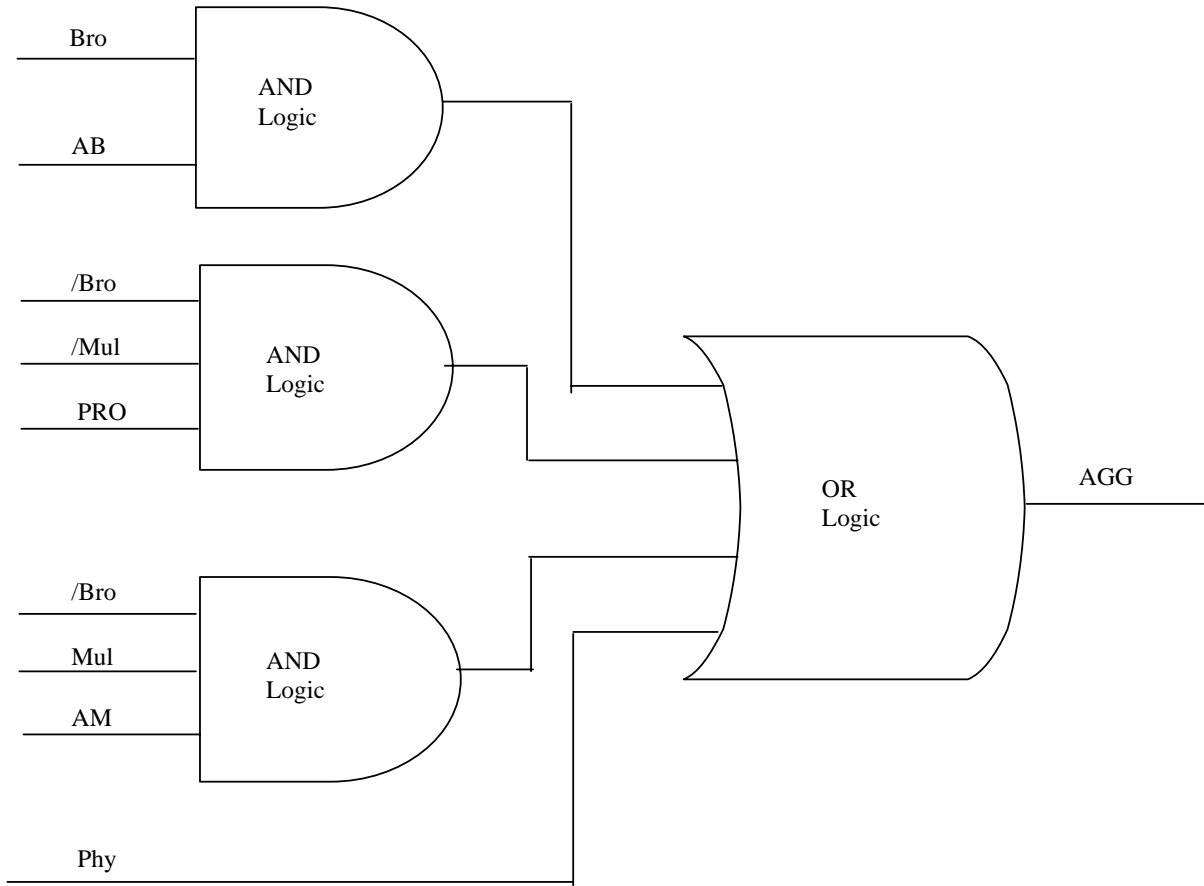 Bro
AND
Logic
AB
/Bro
/Mul
AND
Logic
PRO
OR
Logic
AGG
/Bro
Mul
AND
Logic
AM
Phy